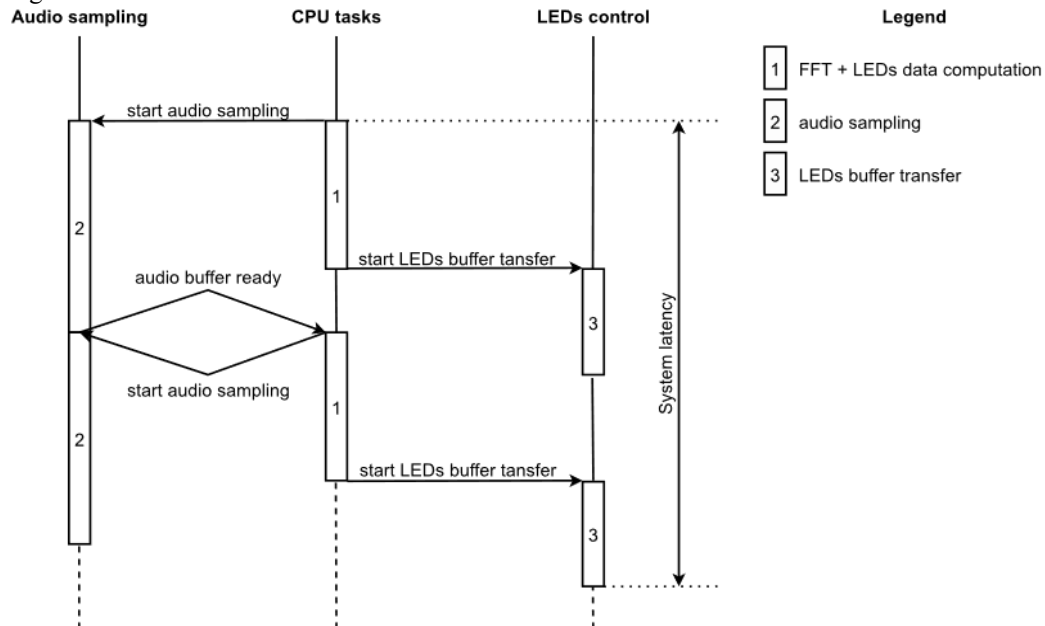 Audio sampling CPU tasks LEDs control Legend
1 FFT + LEDs data computation
start audio sampling
2 audio sampling
3 LEDs buffer transfer
1
2
start LEDs buffer tansfer
audio buffer ready
3
System latency
start audio sampling
1
2
start LEDs buffer tansfer
3